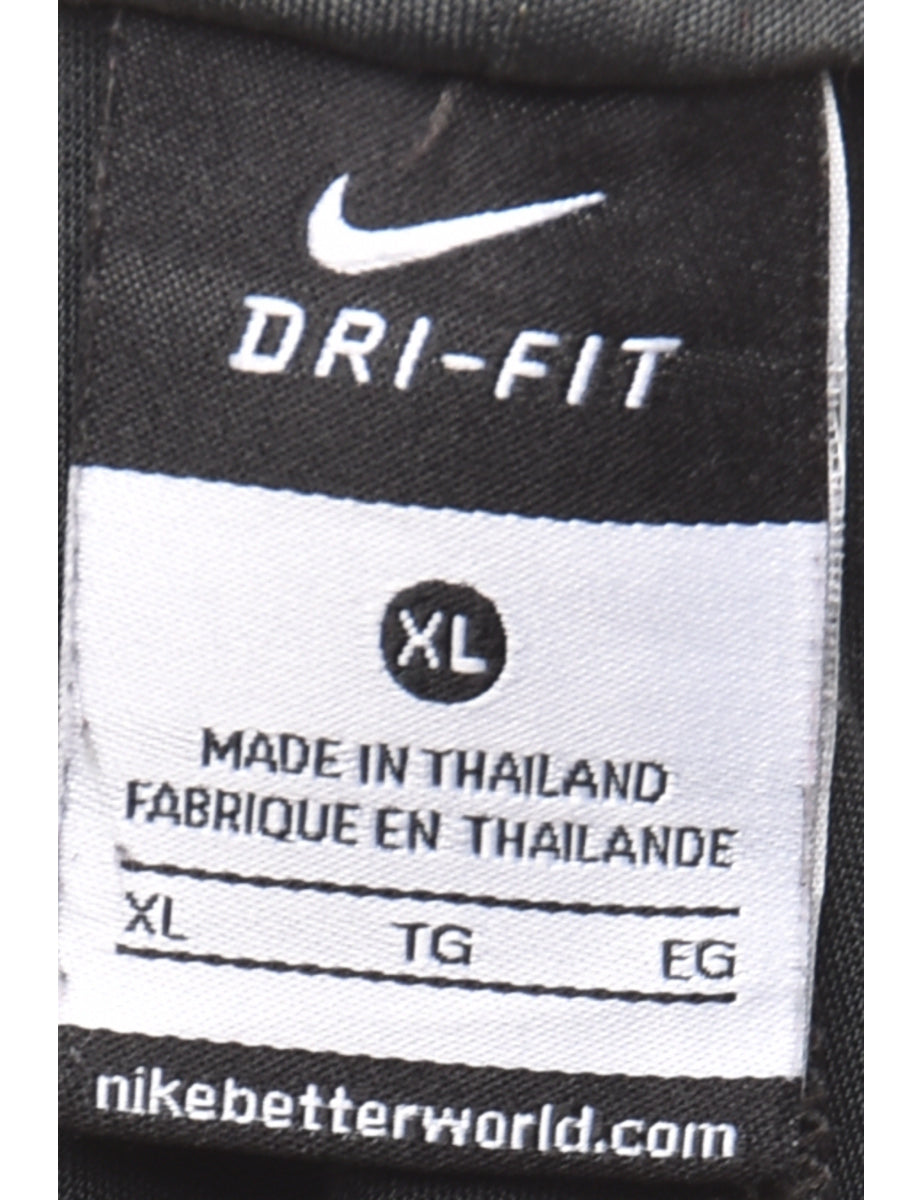 DRI-FIT
XL
MADE IN THAILAND
FABRIQUE EN THAILANDE
XL TG EG
nikebetterworld.com